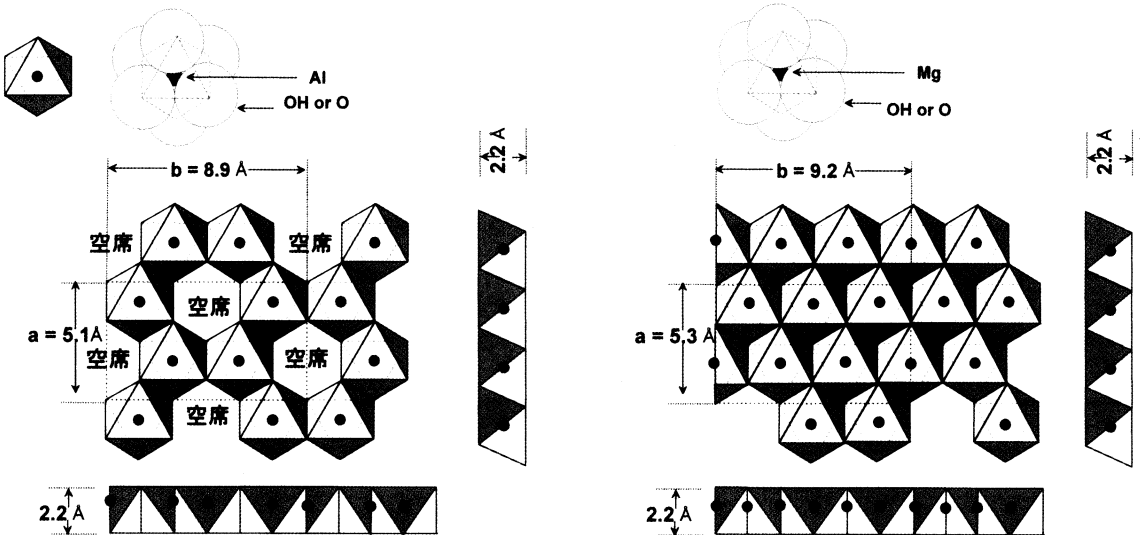 Al
OH or O
b = 8.9 Å
2.2 Å
空席
空席
空席
a = 5.1Å
空席
空席
空席
2.2 Å
Mg
OH or O
b = 9.2 Å
2.2 Å
a = 5.3 Å
2.2 Å